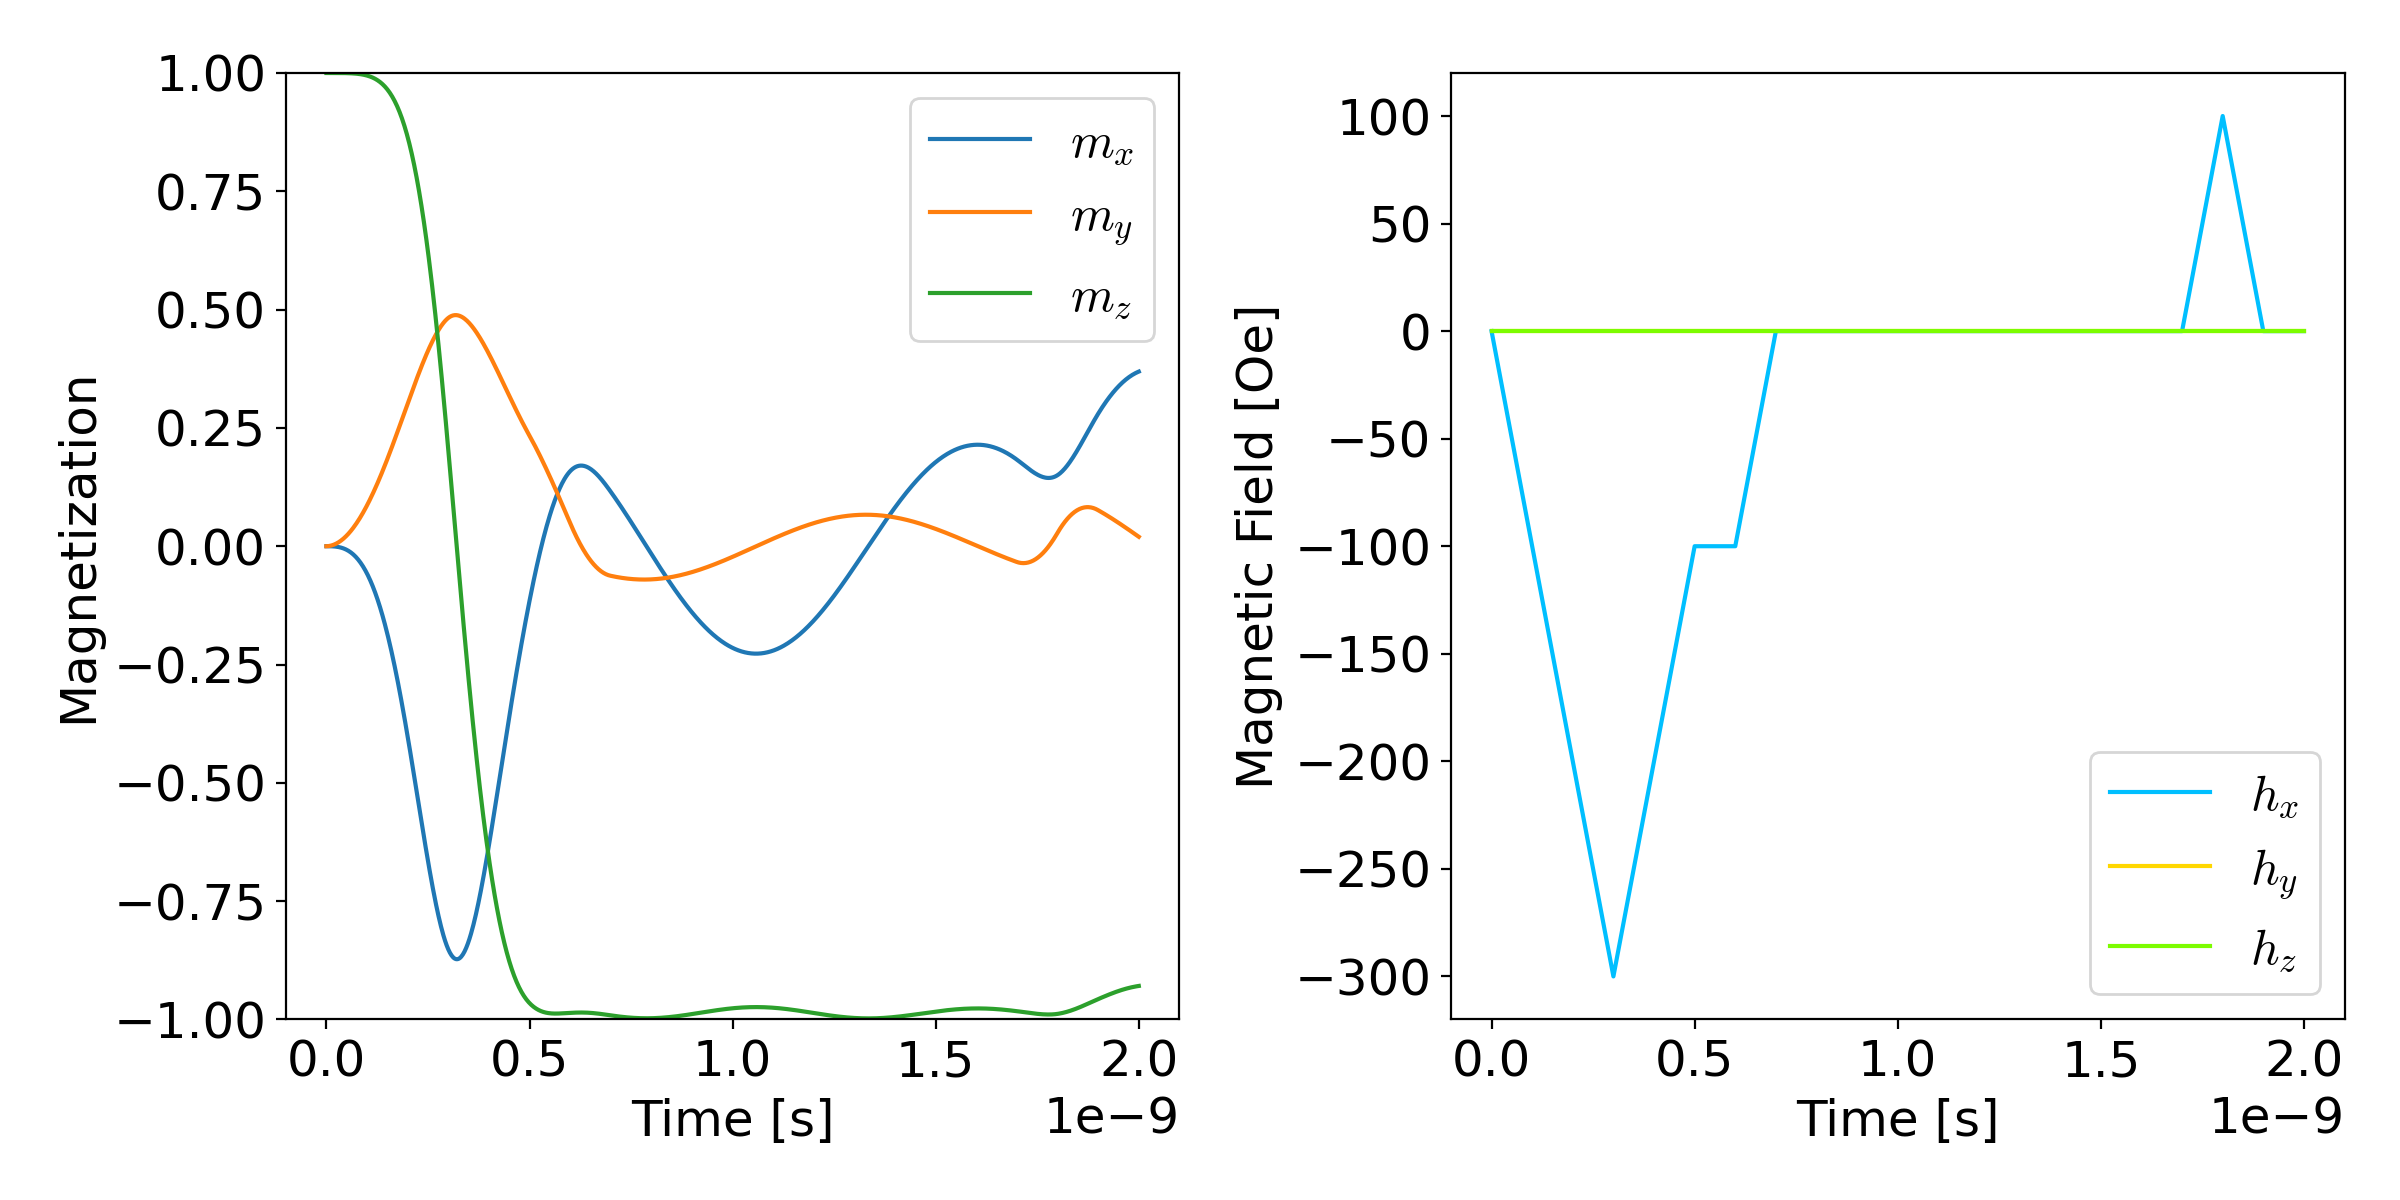 Magnetization
1.00
0.75
0.50
0.25
0.00
−0.25
−0.50
−0.75
−1.00
0.0 0.5 1.0 1.5 2.0
Time [s]
1e−9
m_x
m_y
m_z
Magnetic Field [Oe]
100
50
0
−50
−100
−150
−200
−250
−300
0.0 0.5 1.0 1.5 2.0
Time [s]
1e−9
h_x
h_y
h_z